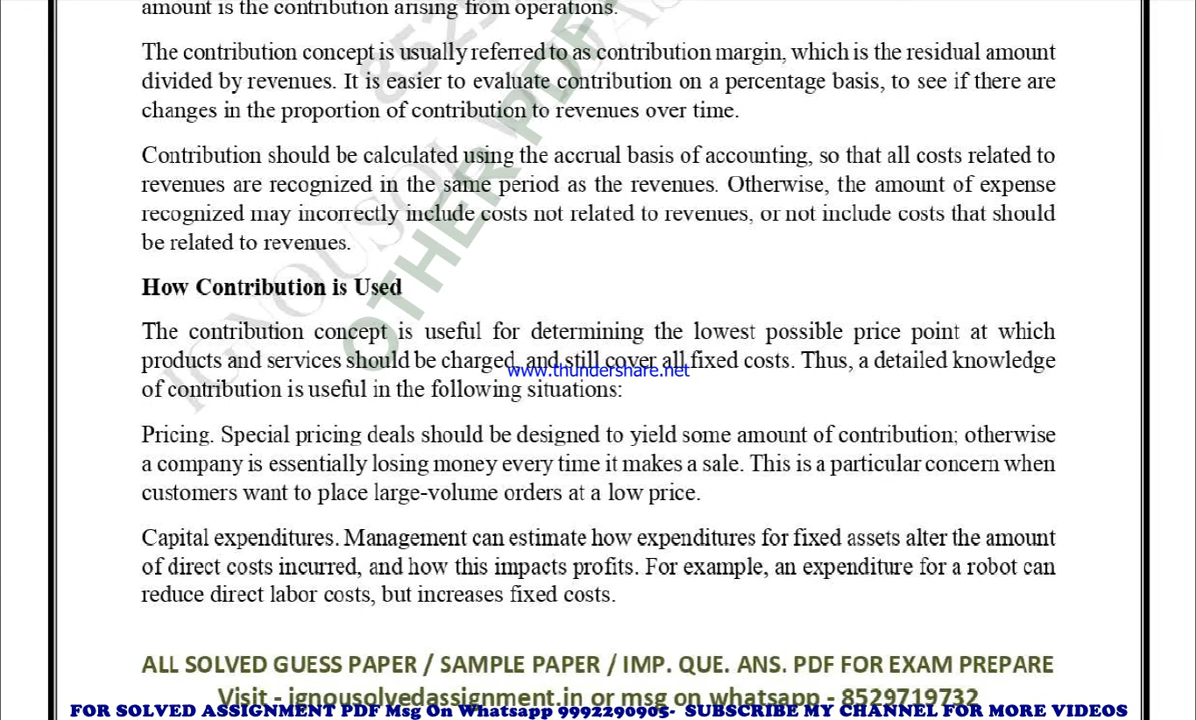 amount is the contribution arising from operations.
The contribution concept is usually referred to as contribution margin, which is the residual amount
divided by revenues. It is easier to evaluate contribution on a percentage basis, to see if there are
changes in the proportion of contribution to revenues over time.
Contribution should be calculated using the accrual basis of accounting, so that all costs related to
revenues are recognized in the same period as the revenues. Otherwise, the amount of expense
recognized may incorrectly include costs not related to revenues, or not include costs that should
be related to revenues.
How Contribution is Used
The contribution concept is useful for determining the lowest possible price point at which
products and services should be charged, and still cover all fixed costs. Thus, a detailed knowledge
www.thundershare.net
of contribution is useful in the following situations:
Pricing. Special pricing deals should be designed to yield some amount of contribution; otherwise
a company is essentially losing money every time it makes a sale. This is a particular concern when
customers want to place large-volume orders at a low price.
Capital expenditures. Management can estimate how expenditures for fixed assets alter the amount
of direct costs incurred, and how this impacts profits. For example, an expenditure for a robot can
reduce direct labor costs, but increases fixed costs.
OTHER PDF
ALL SOLVED GUESS PAPER / SAMPLE PAPER / IMP. QUE. ANS. PDF FOR EXAM PREPARE
Visit - ignousolvedassignment.in or msg on whatsapp - 8529719732
FOR SOLVED ASSIGNMENT PDF Msg On Whatsapp 9992290905- SUBSCRIBE MY CHANNEL FOR MORE VIDEOS